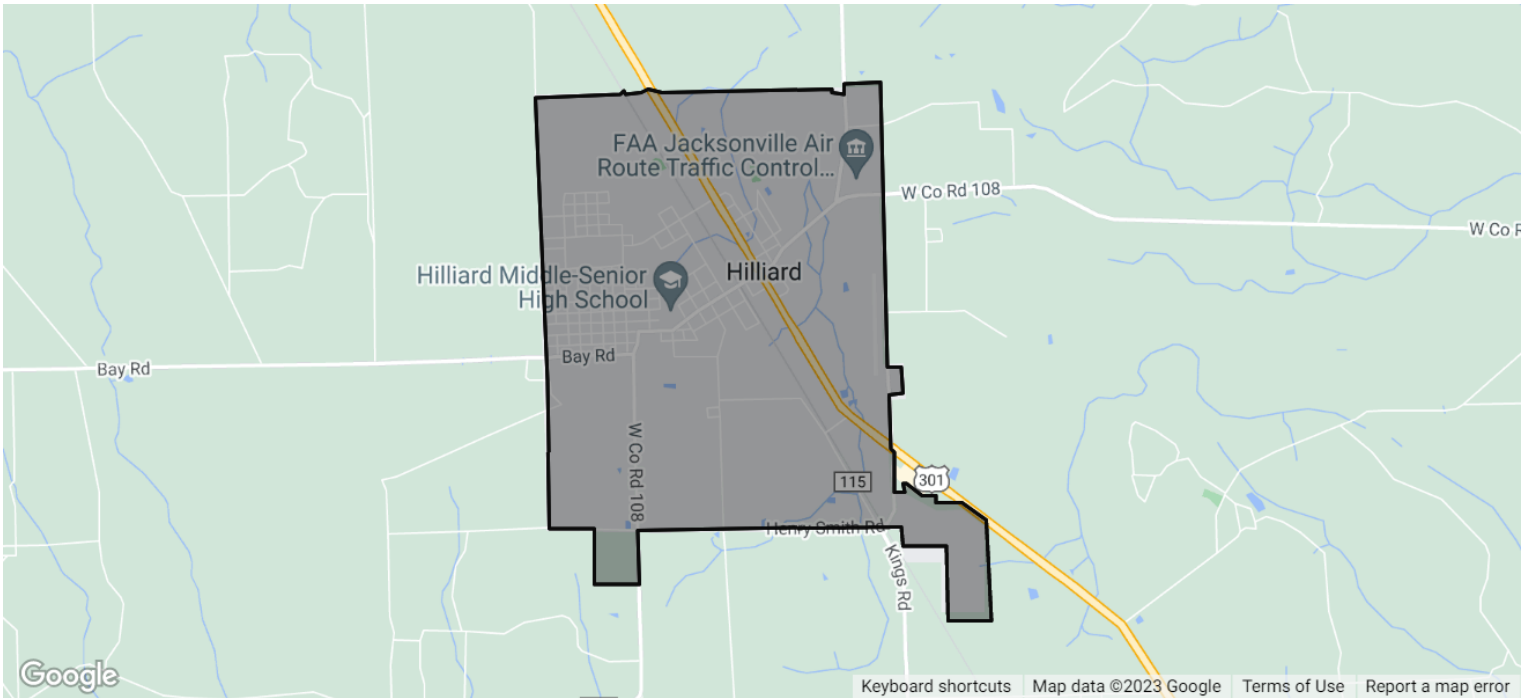 FAA Jacksonville Air
Route Traffic Control...
W Co Rd 108
W Co R
Hilliard
Hilliard Middle-Senior
High School
Bay Rd
Bay Rd
W Co Rd 108
115
301
Henry Smith Rd
Kings Rd
Google
Keyboard shortcuts
Map data ©2023 Google
Terms of Use
Report a map error